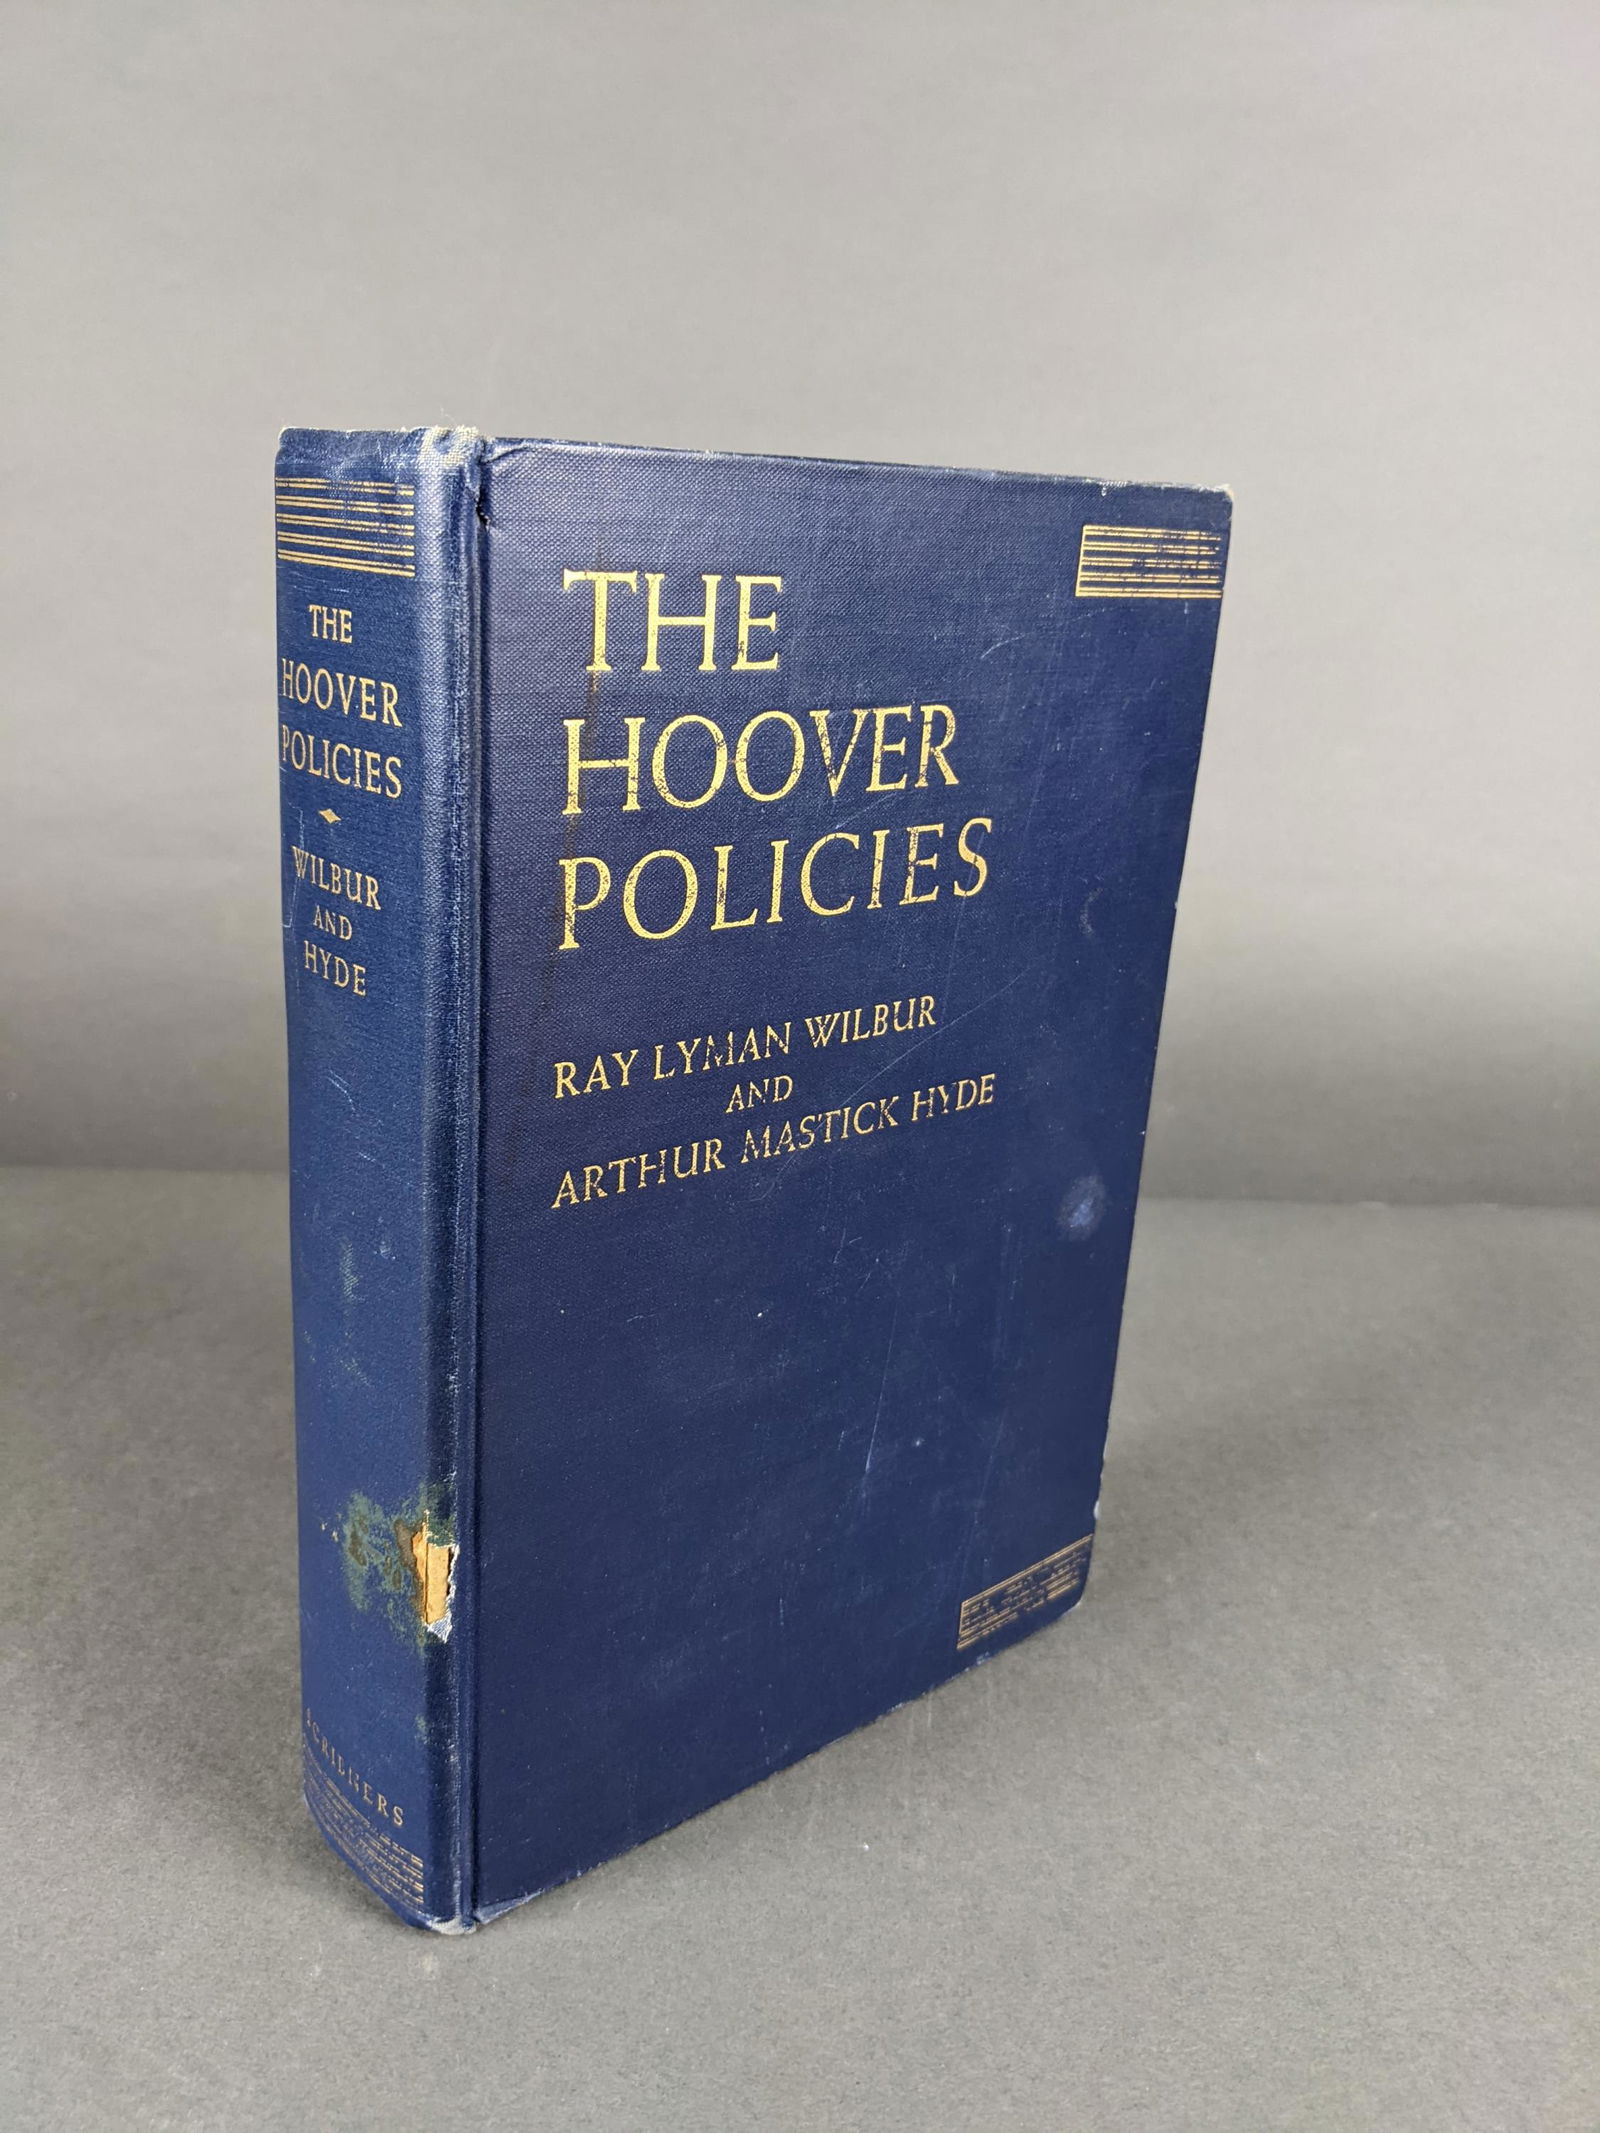 THE
HOOVER
POLICIES
WILBUR
AND
HYDE
SCRIBNERS
THE
HOOVER
POLICIES
RAY LYMAN WILBUR
AND
ARTHUR MASTICK HYDE